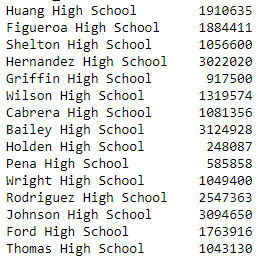 Huang High School 1910635
Figueroa High School 1884411
Shelton High School 1056600
Hernandez High School 3022020
Griffin High School 917500
Wilson High School 1319574
Cabrera High School 1081356
Bailey High School 3124928
Holden High School 248087
Pena High School 585858
Wright High School 1049400
Rodriguez High School 2547363
Johnson High School 3094650
Ford High School 1763916
Thomas High School 1043130